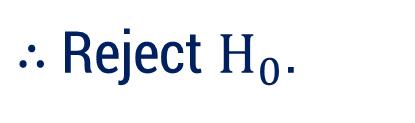 ∴ Reject H₀.